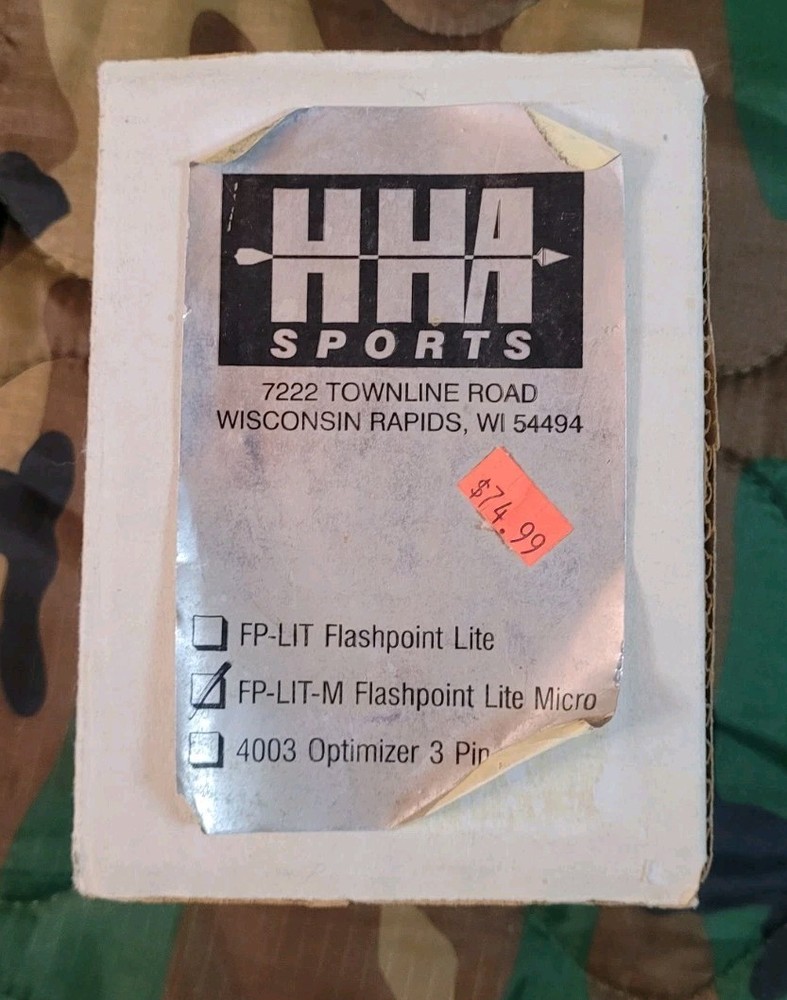 HHA
SPORTS
7222 TOWNLINE ROAD
WISCONSIN RAPIDS, WI 54494
$74.99
FP-LIT Flashpoint Lite
FP-LIT-M Flashpoint Lite Micro
4003 Optimizer 3 Pin